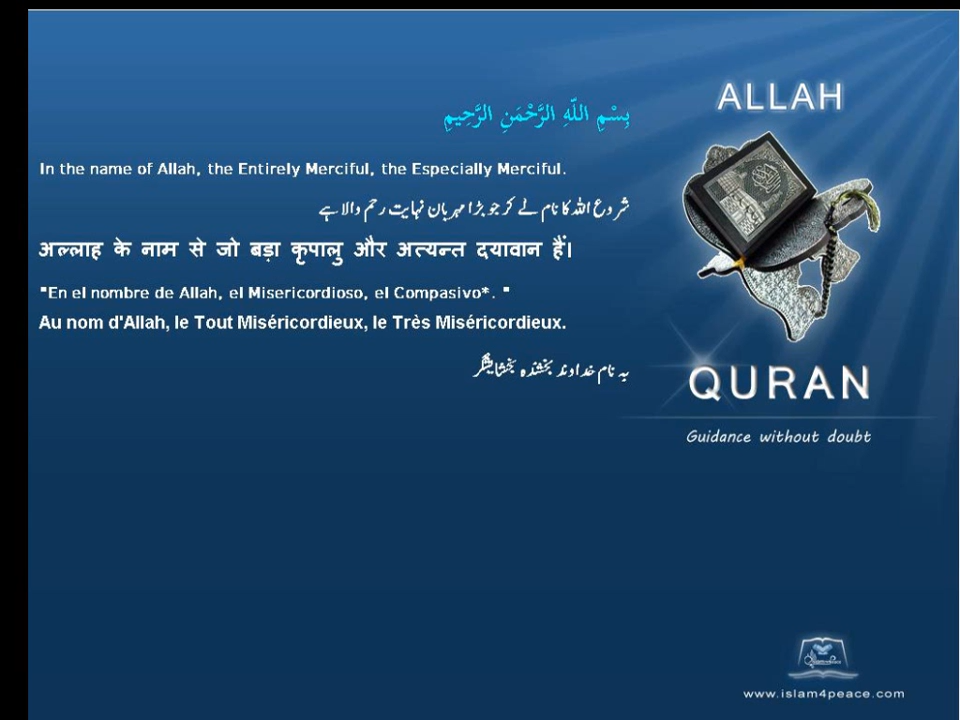 بِسْمِ اللّهِ الرَّحْمَنِ الرَّحِيمِ
In the name of Allah, the Entirely Merciful, the Especially Merciful.
شروع اللہ کا نام لے کر جو بڑا مہربان نہایت رحم والا ہے
अल्लाह के नाम से जो बड़ा कृपालु और अत्यन्त दयावान हैं।
"En el nombre de Allah, el Misericordioso, el Compasivo*. "
Au nom d'Allah, le Tout Miséricordieux, le Très Miséricordieux.
به نام خداوند بخشنده بخشایشگر
ALLAH
QURAN
Guidance without doubt
www.islam4peace.com